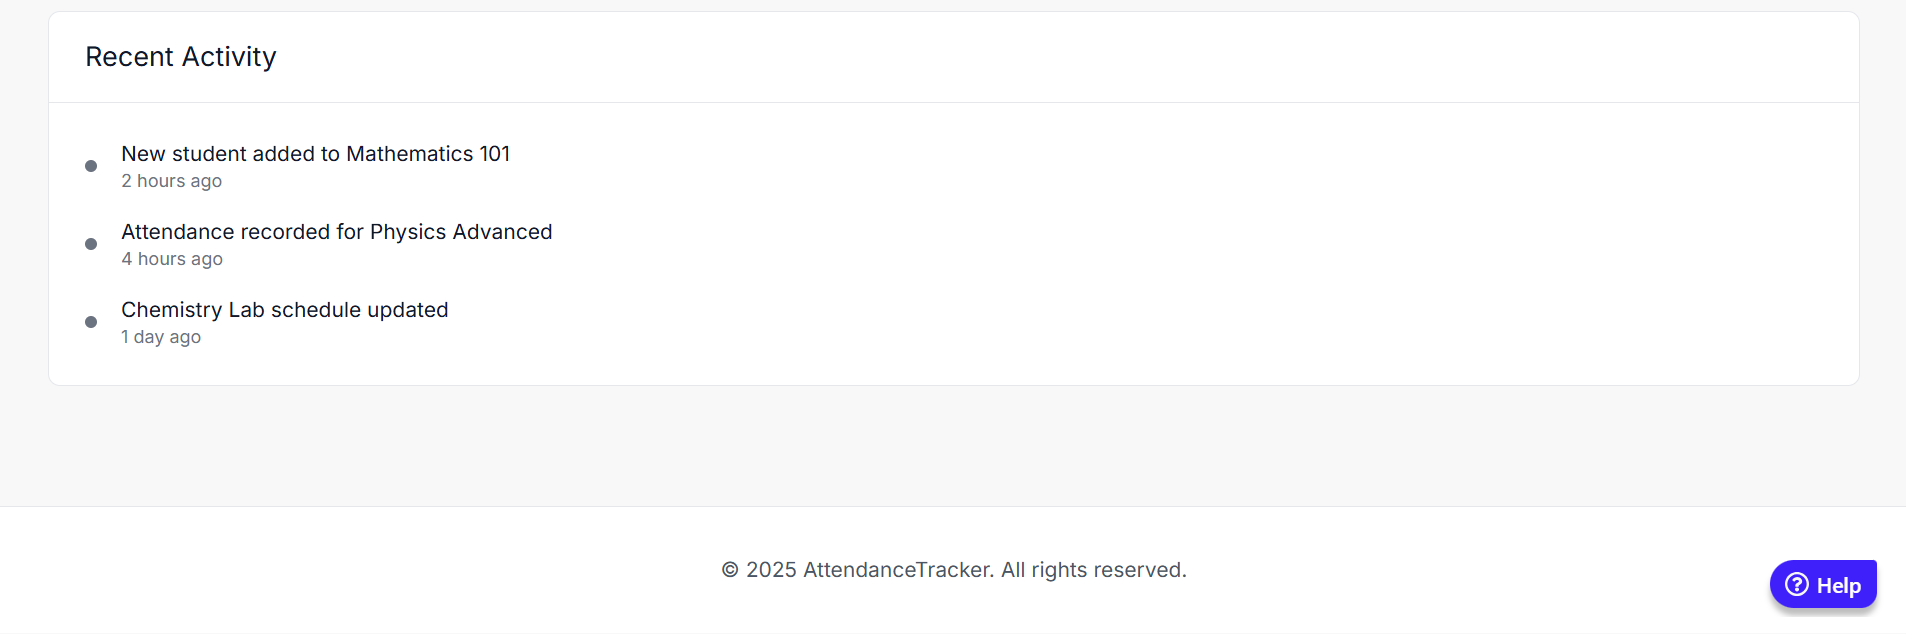 Recent Activity
New student added to Mathematics 101
2 hours ago
Attendance recorded for Physics Advanced
4 hours ago
Chemistry Lab schedule updated
1 day ago
© 2025 AttendanceTracker. All rights reserved.
Help